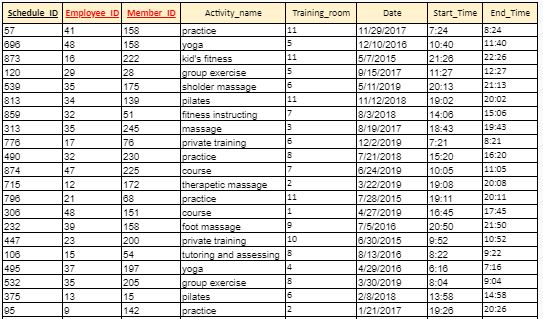 Schedule_ID Employee_ID Member_ID Activity_name Training_room Date Start_Time End_Time
57 41 158 practice 11 11/29/2017 7:24 8:24
696 48 158 yoga 5 12/10/2016 10:40 11:40
873 16 222 kid's fitness 11 5/7/2015 21:26 22:26
120 29 28 group exercise 5 9/15/2017 11:27 12:27
539 35 175 sholder massage 6 5/11/2019 20:13 21:13
813 34 139 pilates 11 11/12/2018 19:02 20:02
859 32 51 fitness instructing 7 8/3/2018 14:06 15:06
313 35 245 massage 3 8/19/2017 18:43 19:43
776 17 76 private training 6 12/2/2019 7:21 8:21
490 32 230 practice 8 7/21/2018 15:20 16:20
874 47 225 course 7 6/24/2019 10:05 11:05
715 12 172 therapetic massage 2 3/22/2019 19:08 20:08
796 21 68 practice 11 7/28/2015 19:11 20:11
306 48 151 course 1 4/27/2019 16:45 17:45
232 39 158 foot massage 9 7/5/2016 20:50 21:50
447 23 200 private training 10 6/30/2015 9:52 10:52
106 15 54 tutoring and assessing 8 8/13/2016 8:22 9:22
495 37 197 yoga 4 4/29/2016 6:16 7:16
532 35 205 group exercise 8 3/30/2019 8:04 9:04
375 13 15 pilates 6 2/8/2018 13:58 14:58
95 9 142 practice 2 1/21/2017 19:26 20:26